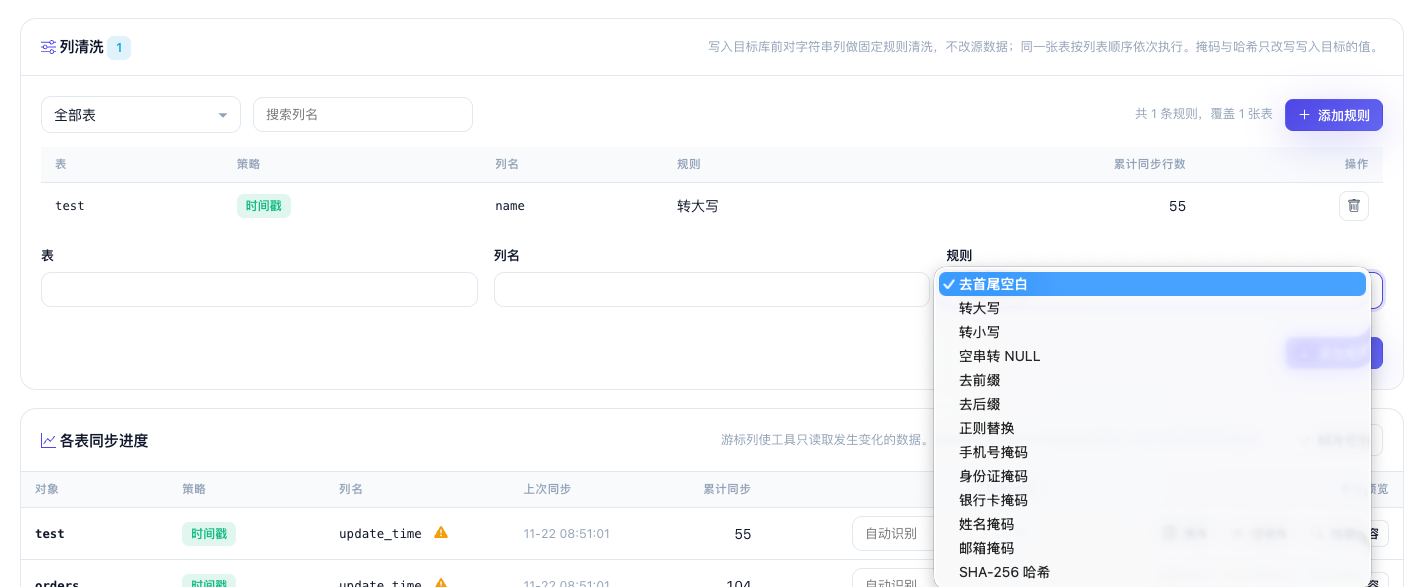 列清洗 1 写入目标库前对字符串列做固定规则清洗，不改源数据；同一张表按列表顺序依次执行。掩码与哈希只改写写入目标的值。
全部表 搜索列名 共 1 条规则，覆盖 1 张表 + 添加规则
表 策略 列名 规则 累计同步行数 操作
test 时间戳 name 转大写 55
表 列名 规则
去首尾空白
转大写
转小写
空串转 NULL
去前缀
去后缀
正则替换
手机号掩码
身份证掩码
银行卡掩码
姓名掩码
邮箱掩码
SHA-256 哈希
各表同步进度 游标列使工具只读取发生变化的数据。
对象 策略 列名 上次同步 累计同步 预览
test 时间戳 update_time 11-22 08:51:01 55 自动识别 容
orders 时间戳 update_time 11-22 08:51:01 104 自动识别 容